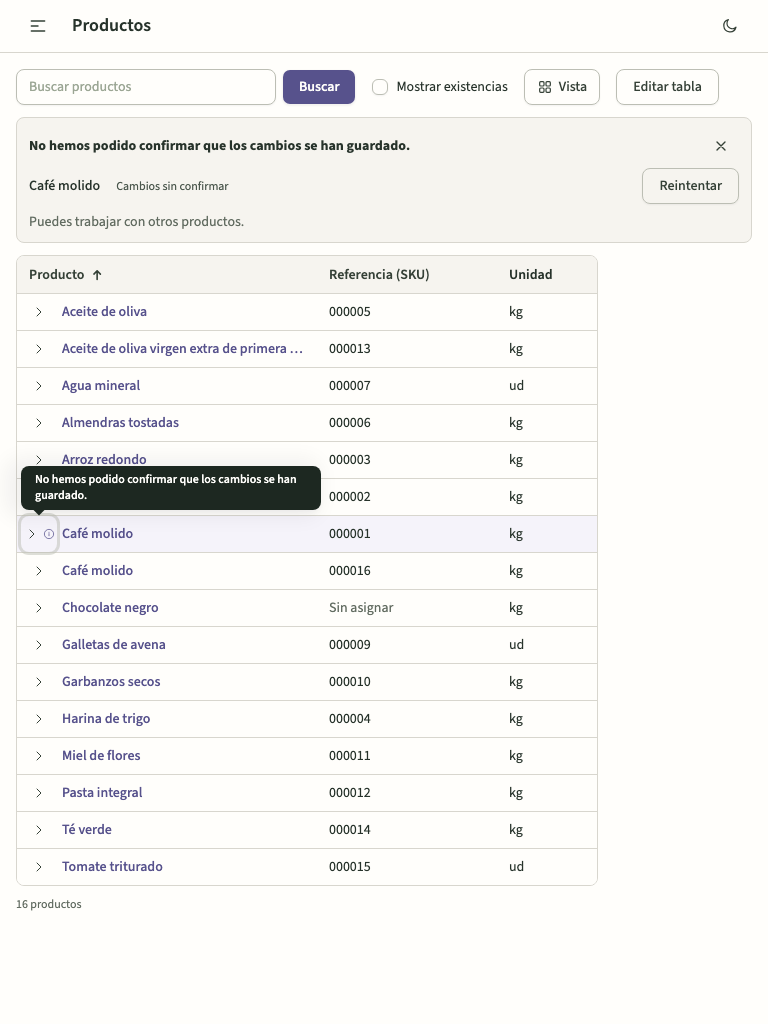 Productos
Buscar productos
Buscar
Mostrar existencias
Vista
Editar tabla
No hemos podido confirmar que los cambios se han guardado.
Café molido Cambios sin confirmar
Reintentar
Puedes trabajar con otros productos.
Producto Referencia (SKU) Unidad
Aceite de oliva 000005 kg
Aceite de oliva virgen extra de primera … 000013 kg
Agua mineral 000007 ud
Almendras tostadas 000006 kg
Arroz redondo 000003 kg
No hemos podido confirmar que los cambios se han
guardado.
000002 kg
Café molido 000001 kg
Café molido 000016 kg
Chocolate negro Sin asignar kg
Galletas de avena 000009 ud
Garbanzos secos 000010 kg
Harina de trigo 000004 kg
Miel de flores 000011 kg
Pasta integral 000012 kg
Té verde 000014 kg
Tomate triturado 000015 ud
16 productos